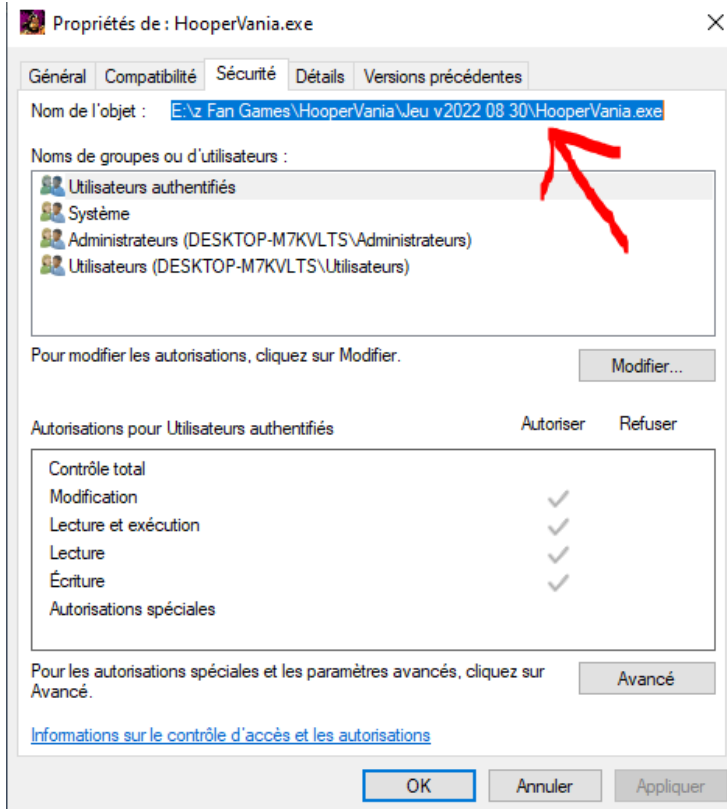 Propriétés de : HooperVania.exe
Général Compatibilité Sécurité Détails Versions précédentes
Nom de l'objet : E:\z Fan Games\HooperVania\Jeu v2022 08 30\HooperVania.exe
Noms de groupes ou d'utilisateurs :
Utilisateurs authentifiés
Système
Administrateurs (DESKTOP-M7KVLTS\Administrateurs)
Utilisateurs (DESKTOP-M7KVLTS\Utilisateurs)
Pour modifier les autorisations, cliquez sur Modifier.
Modifier...
Autorisations pour Utilisateurs authentifiés Autoriser Refuser
Contrôle total
Modification
Lecture et exécution
Lecture
Écriture
Autorisations spéciales
Pour les autorisations spéciales et les paramètres avancés, cliquez sur
Avancé.
Avancé
Informations sur le contrôle d'accès et les autorisations
OK Annuler Appliquer